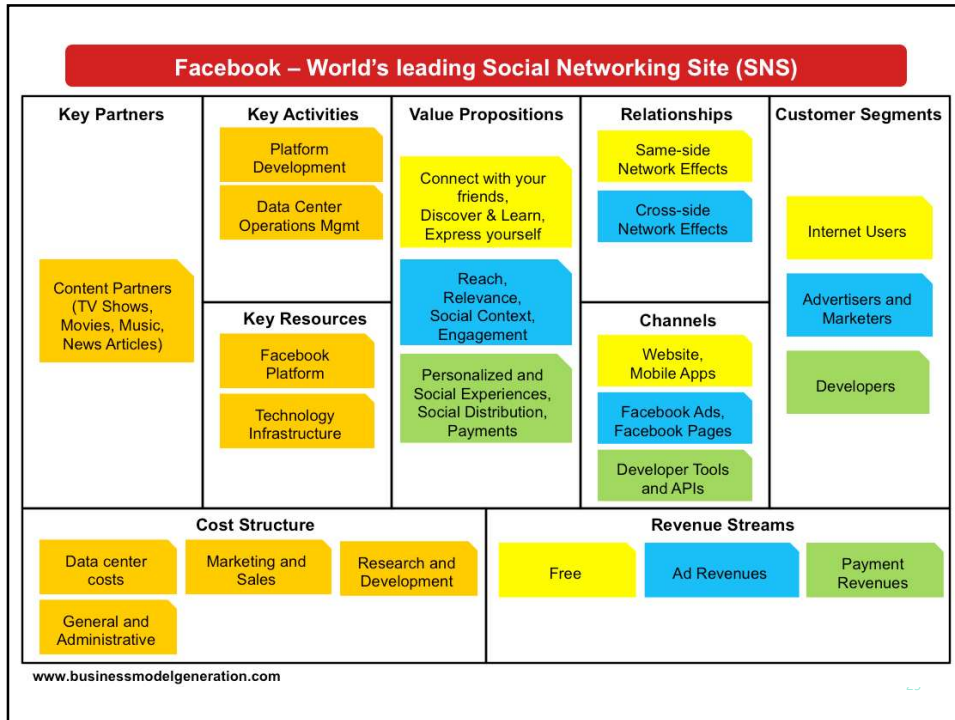 Facebook – World's leading Social Networking Site (SNS)
Key Partners
Content Partners
(TV Shows,
Movies, Music,
News Articles)
Key Activities
Platform
Development
Data Center
Operations Mgmt
Key Resources
Facebook
Platform
Technology
Infrastructure
Value Propositions
Connect with your
friends,
Discover & Learn,
Express yourself
Reach,
Relevance,
Social Context,
Engagement
Personalized and
Social Experiences,
Social Distribution,
Payments
Relationships
Same-side
Network Effects
Cross-side
Network Effects
Channels
Website,
Mobile Apps
Facebook Ads,
Facebook Pages
Developer Tools
and APIs
Customer Segments
Internet Users
Advertisers and
Marketers
Developers
Cost Structure
Data center
costs
Marketing and
Sales
Research and
Development
General and
Administrative
Revenue Streams
Free
Ad Revenues
Payment
Revenues
www.businessmodelgeneration.com